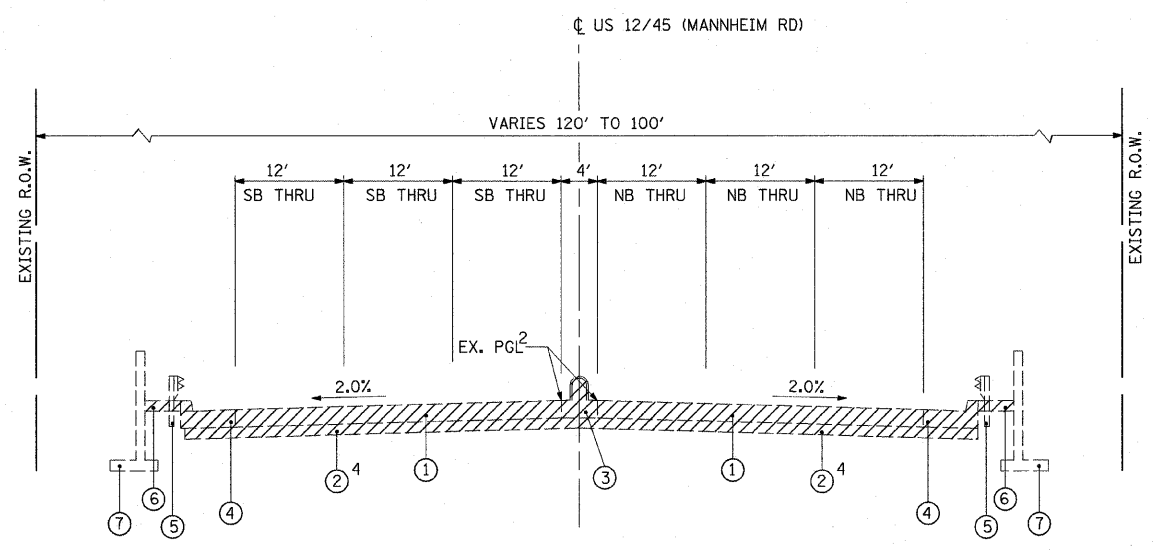 ℄ US 12/45 (MANNHEIM RD)
VARIES 120' TO 100'
EXISTING R.O.W.
EXISTING R.O.W.
12' 12' 12' 4' 12' 12' 12'
SB THRU SB THRU SB THRU NB THRU NB THRU NB THRU
EX. PGL 2
2.0% 2.0%
7 6 5 4 2 4 1 3 1 2 4 4 5 6 7